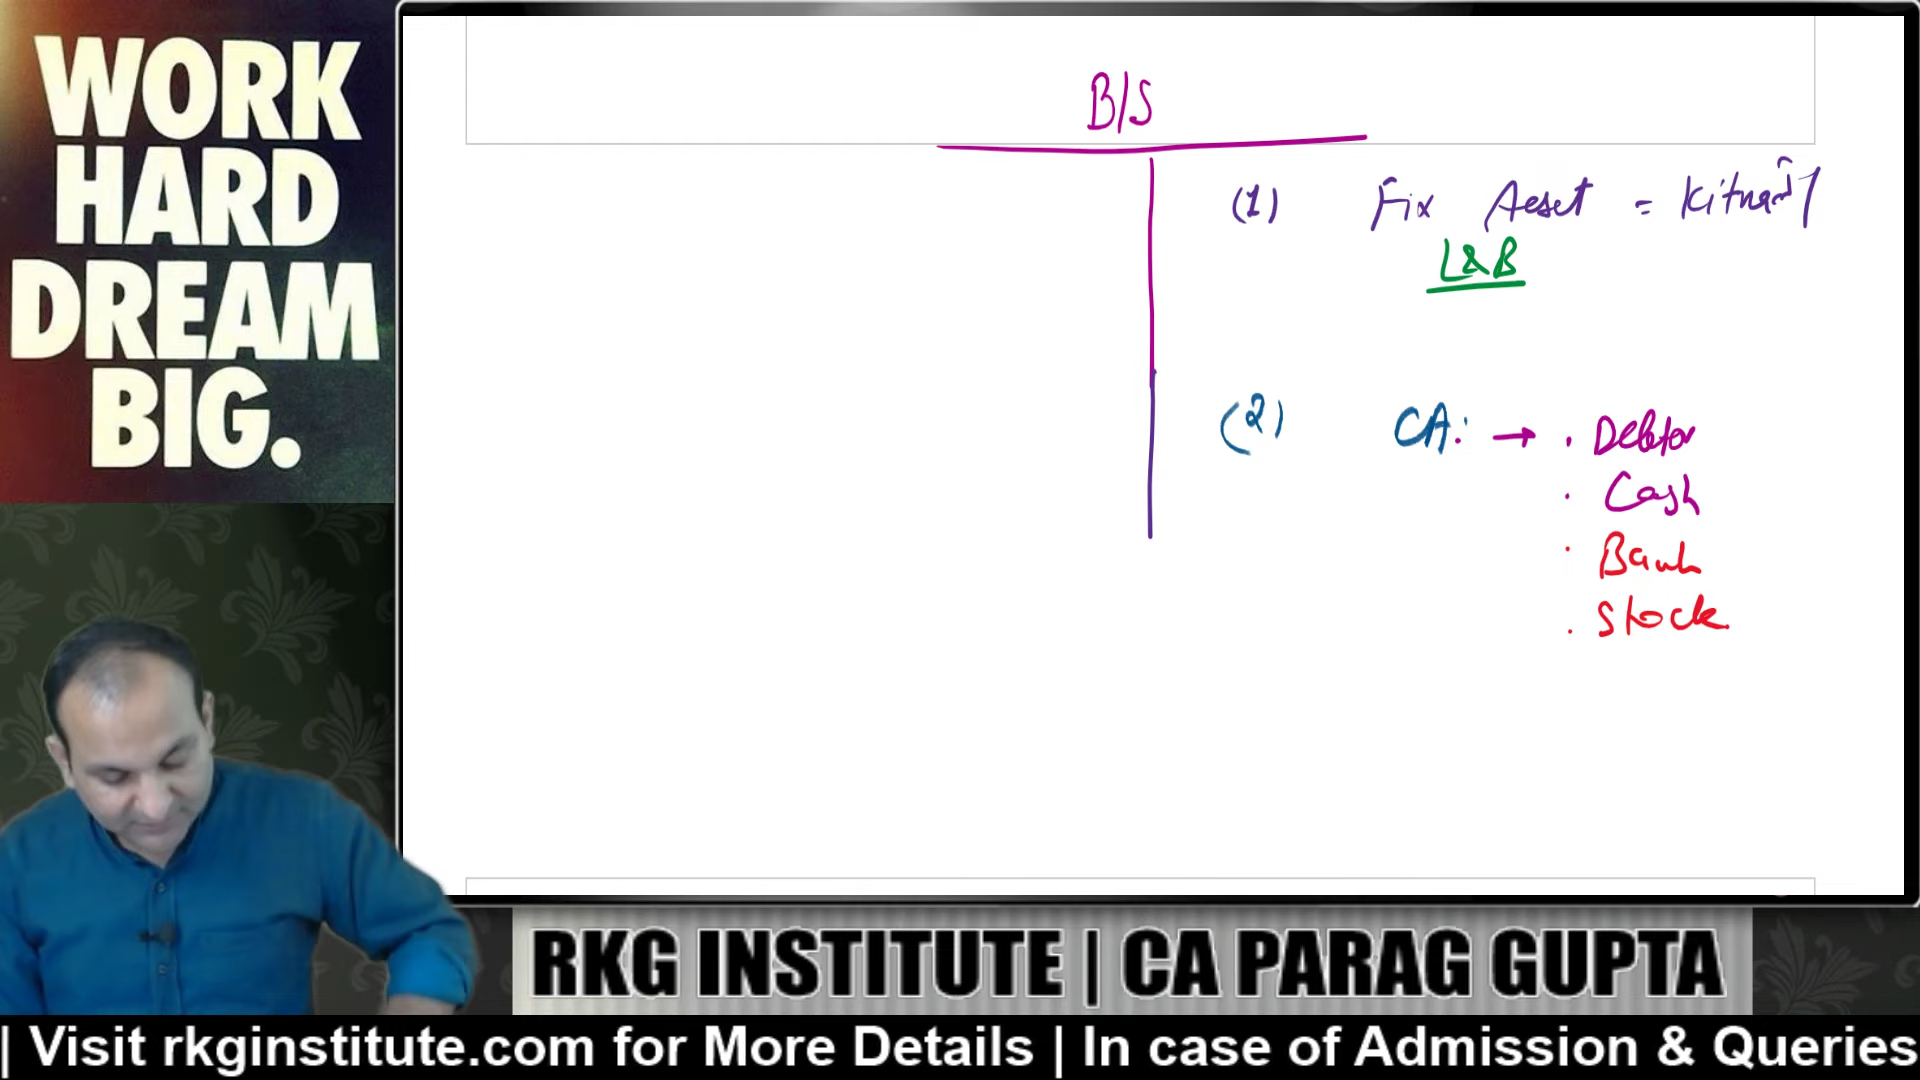 WORK
HARD
DREAM
BIG.
B/S
(1) Fix Asset =
L&B
(2) CA: → . Debtor
. Cash
. Bank
. Stock
RKG INSTITUTE | CA PARAG GUPTA
| Visit rkginstitute.com for More Details | In case of Admission & Queries